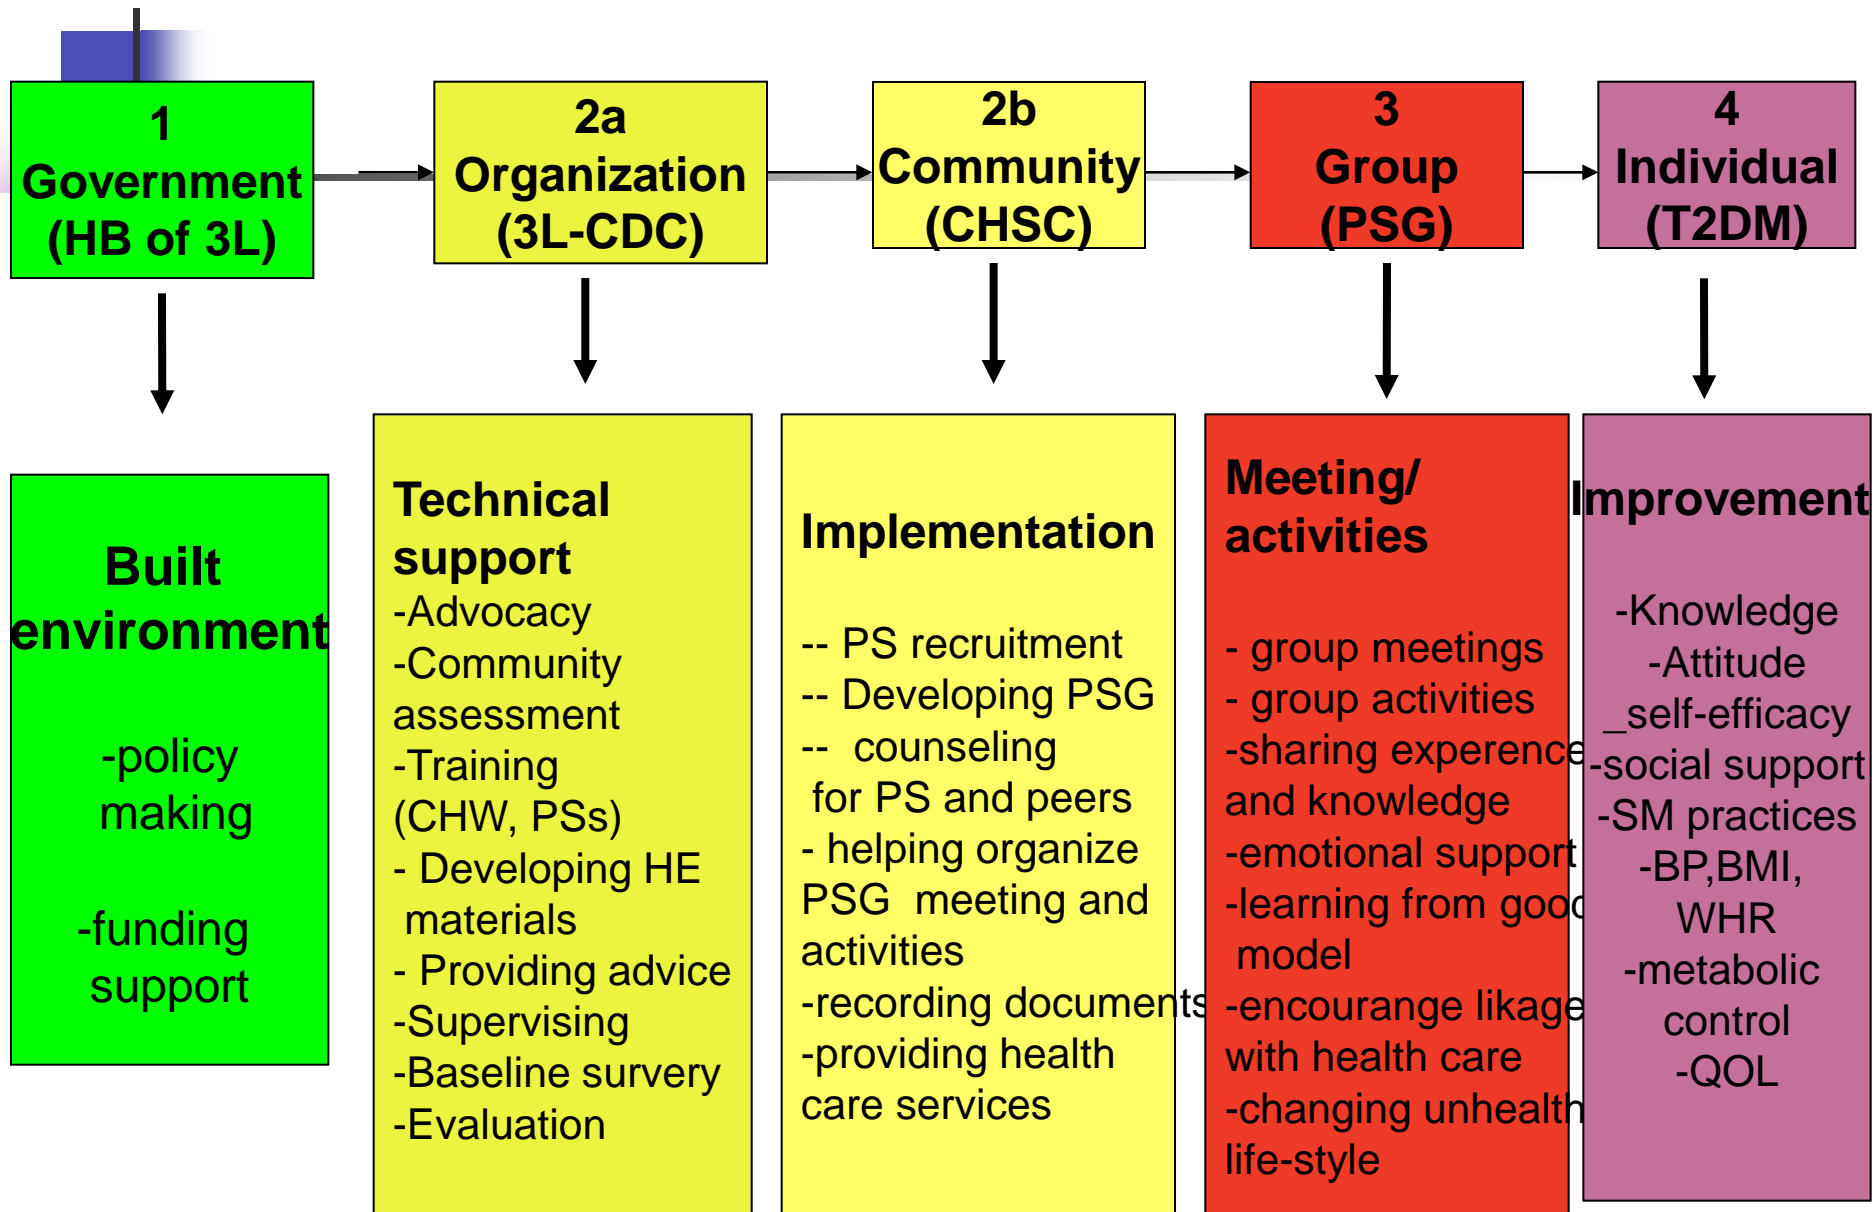 1
Government
(HB of 3L)
2a
Organization
(3L-CDC)
2b
Community
(CHSC)
3
Group
(PSG)
4
Individual
(T2DM)
Built
environment
-policy
making
-funding
support
Technical
support
-Advocacy
-Community
assessment
-Training
(CHW, PSs)
- Developing HE
materials
- Providing advice
-Supervising
-Baseline survery
-Evaluation
Implementation
-- PS recruitment
-- Developing PSG
-- counseling
for PS and peers
- helping organize
PSG meeting and
activities
-recording documents
-providing health
care services
Meeting/
activities
- group meetings
- group activities
-sharing experence
and knowledge
-emotional support
-learning from good
model
-encourange likage
with health care
-changing unhealth
life-style
Improvement
-Knowledge
-Attitude
_self-efficacy
-social support
-SM practices
-BP,BMI,
WHR
-metabolic
control
-QOL